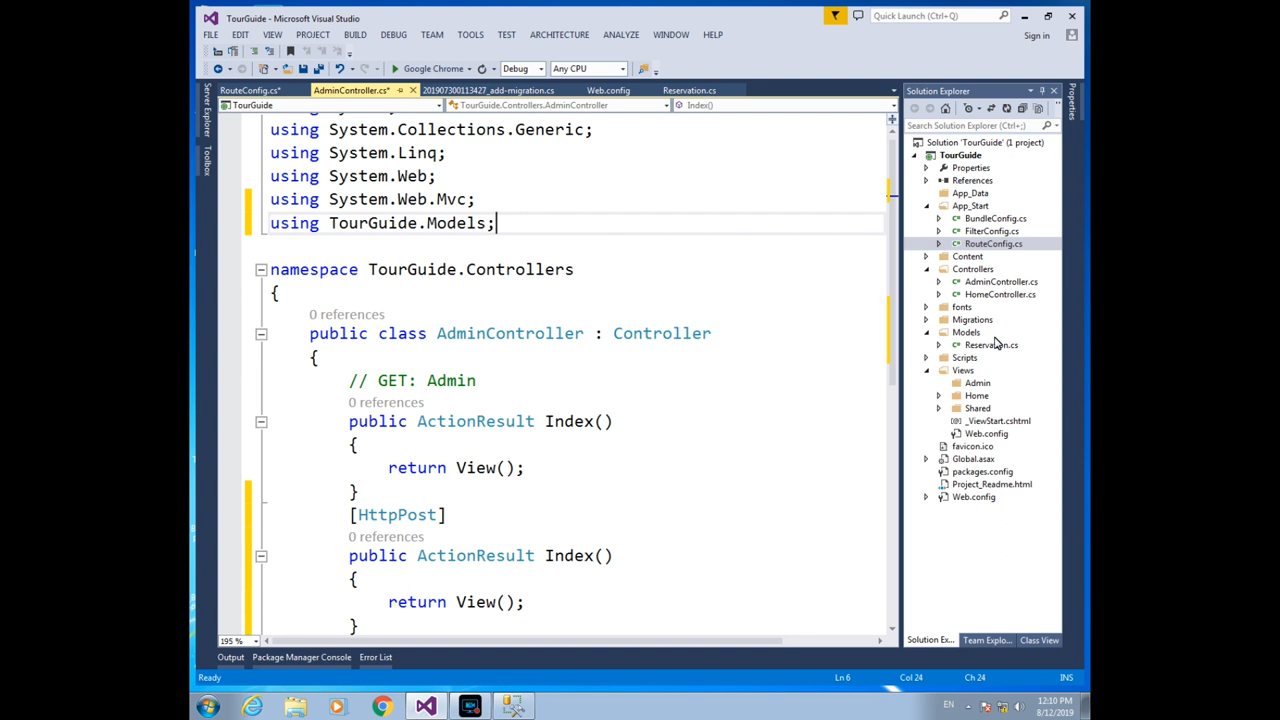 TourGuide - Microsoft Visual Studio
Quick Launch (Ctrl+Q)
FILE EDIT VIEW PROJECT BUILD DEBUG TEAM TOOLS TEST ARCHITECTURE ANALYZE WINDOW HELP
Sign in
Google Chrome Debug Any CPU
RouteConfig.cs* AdminController.cs* 201907300113427_add-migration.cs Web.config Reservation.cs
TourGuide TourGuide.Controllers.AdminController Index()
using System.Collections.Generic;
using System.Linq;
using System.Web;
using System.Web.Mvc;
using TourGuide.Models;
namespace TourGuide.Controllers
{
0 references
public class AdminController : Controller
{
// GET: Admin
0 references
public ActionResult Index()
{
return View();
}
[HttpPost]
0 references
public ActionResult Index()
{
return View();
}
195 %
Server Explorer
Toolbox
Properties
Solution Explorer
Search Solution Explorer (Ctrl+;)
Solution 'TourGuide' (1 project)
TourGuide
Properties
References
App_Data
App_Start
BundleConfig.cs
FilterConfig.cs
RouteConfig.cs
Content
Controllers
AdminController.cs
HomeController.cs
fonts
Migrations
Models
Reservation.cs
Scripts
Views
Admin
Home
Shared
_ViewStart.cshtml
Web.config
favicon.ico
Global.asax
packages.config
Project_Readme.html
Web.config
Solution Ex... Team Explo... Class View
Output Package Manager Console Error List
Ready Ln 6 Col 24 Ch 24 INS
EN
12:10 PM
8/12/2019